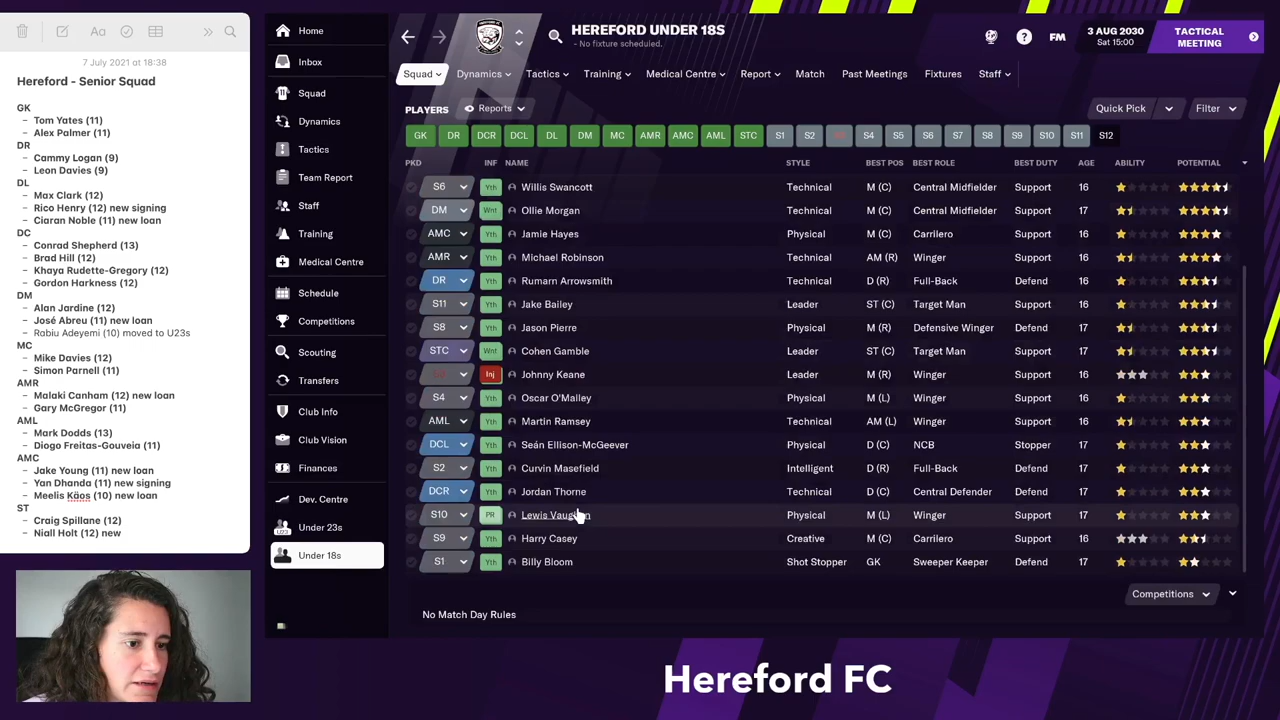 Aa
»
7 July 2021 at 18:38
Hereford - Senior Squad
GK
– Tom Yates (11)
– Alex Palmer (11)
DR
– Cammy Logan (9)
– Leon Davies (9)
DL
– Max Clark (12)
– Rico Henry (12) new signing
– Ciaran Noble (11) new loan
DC
– Conrad Shepherd (13)
– Brad Hill (12)
– Khaya Rudette-Gregory (12)
– Gordon Harkness (12)
DM
– Alan Jardine (12)
– José Abreu (11) new loan
– Rabiu Adeyemi (10) moved to U23s
MC
– Mike Davies (12)
– Simon Parnell (11)
AMR
– Malaki Canham (12) new loan
– Gary McGregor (11)
AML
– Mark Dodds (13)
– Diogo Freitas-Gouveia (11)
AMC
– Jake Young (11) new loan
– Yan Dhanda (11) new signing
– Meelis Käos (10) new loan
ST
– Craig Spillane (12)
– Niall Holt (12) new
Home
Inbox
Squad
Dynamics
Tactics
Team Report
Staff
Training
Medical Centre
Schedule
Competitions
Scouting
Transfers
Club Info
Club Vision
Finances
Dev. Centre
Under 23s
Under 18s
HEREFORD UNDER 18S
- No fixture scheduled.
FM
3 AUG 2030
Sat 15:00
TACTICAL MEETING
Squad Dynamics Tactics Training Medical Centre Report Match Past Meetings Fixtures Staff
PLAYERS Reports Quick Pick Filter
GK DR DCR DCL DL DM MC AMR AMC AML STC S1 S2 S3 S4 S5 S6 S7 S8 S9 S10 S11 S12
PKD INF NAME STYLE BEST POS BEST ROLE BEST DUTY AGE ABILITY POTENTIAL
S6 Yth Willis Swancott Technical M (C) Central Midfielder Support 16
DM Wnt Ollie Morgan Technical M (C) Central Midfielder Support 17
AMC Yth Jamie Hayes Physical M (C) Carrilero Support 16
AMR Yth Michael Robinson Technical AM (R) Winger Support 16
DR Yth Rumarn Arrowsmith Technical D (R) Full-Back Defend 16
S11 Yth Jake Bailey Leader ST (C) Target Man Support 16
S8 Yth Jason Pierre Physical M (R) Defensive Winger Defend 17
STC Wnt Cohen Gamble Leader ST (C) Target Man Support 17
Inj Johnny Keane Leader M (R) Winger Support 16
S4 Yth Oscar O'Mailey Physical M (L) Winger Support 16
AML Yth Martin Ramsey Technical AM (L) Winger Support 17
DCL Yth Seán Ellison-McGeever Physical D (C) NCB Stopper 17
S2 Yth Curvin Masefield Intelligent D (R) Full-Back Defend 17
DCR Yth Jordan Thorne Technical D (C) Central Defender Defend 17
S10 PR Lewis Vaughan Physical M (L) Winger Support 17
S9 Yth Harry Casey Creative M (C) Carrilero Support 16
S1 Yth Billy Bloom Shot Stopper GK Sweeper Keeper Defend 17
Competitions
No Match Day Rules
Hereford FC